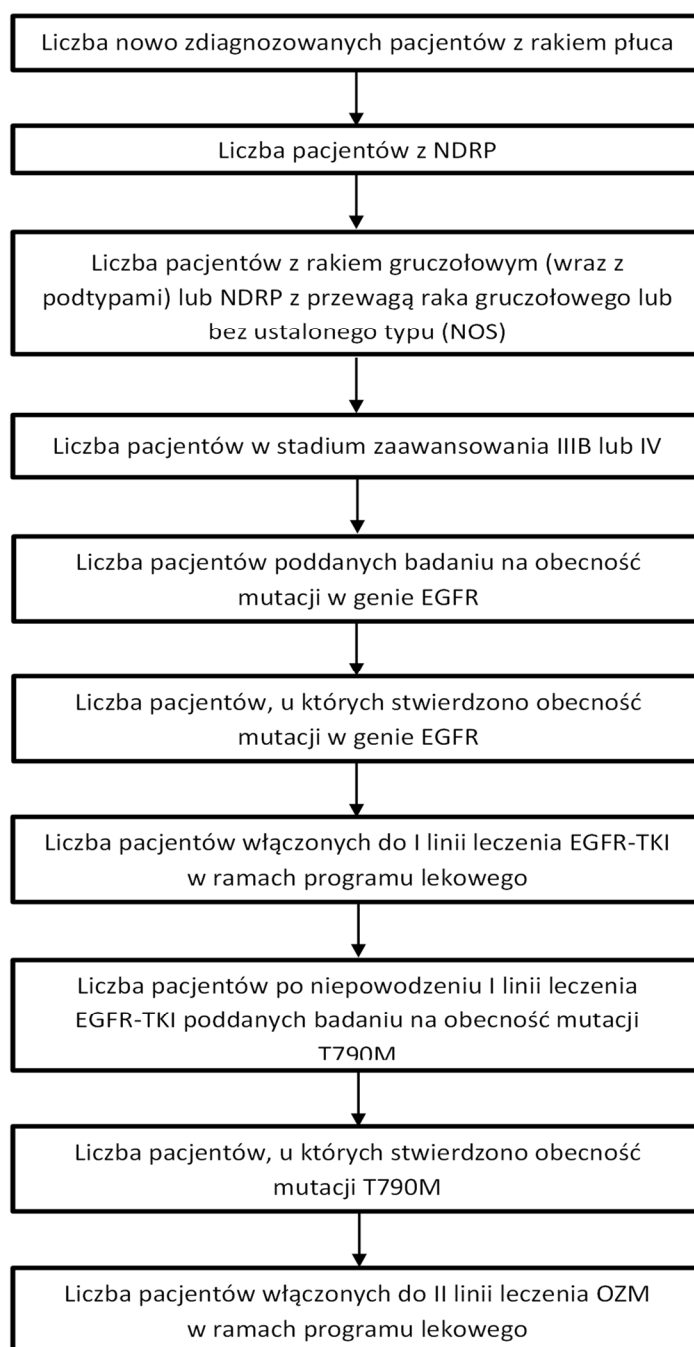 Liczba nowo zdiagnozowanych pacjentów z rakiem płuca
Liczba pacjentów z NDRP
Liczba pacjentów z rakiem gruczołowym (wraz z
podtypami) lub NDRP z przewagą raka gruczołowego lub
bez ustalonego typu (NOS)
Liczba pacjentów w stadium zaawansowania IIIB lub IV
Liczba pacjentów poddanych badaniu na obecność
mutacji w genie EGFR
Liczba pacjentów, u których stwierdzono obecność
mutacji w genie EGFR
Liczba pacjentów włączonych do I linii leczenia EGFR-TKI
w ramach programu lekowego
Liczba pacjentów po niepowodzeniu I linii leczenia
EGFR-TKI poddanych badaniu na obecność mutacji
T790M
Liczba pacjentów, u których stwierdzono obecność
mutacji T790M
Liczba pacjentów włączonych do II linii leczenia OZM
w ramach programu lekowego